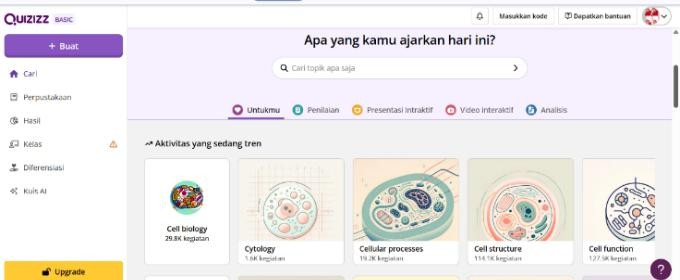 QUIZIZZ BASIC
Masukkan kode
Dapatkan bantuan
+ Buat
Cari
Perpustakaan
Hasil
Kelas
Diferensiasi
Kuis AI
Upgrade
Apa yang kamu ajarkan hari ini?
Cari topik apa saja
Untukmu
Penilaian
Presentasi Intraktif
Video interaktif
Analisis
Aktivitas yang sedang tren
Cell biology
29.8K kegiatan
Cytology
1.6K kegiatan
Cellular processes
19.2K kegiatan
Cell structure
114.1K kegiatan
Cell function
127.5K kegiatan
?